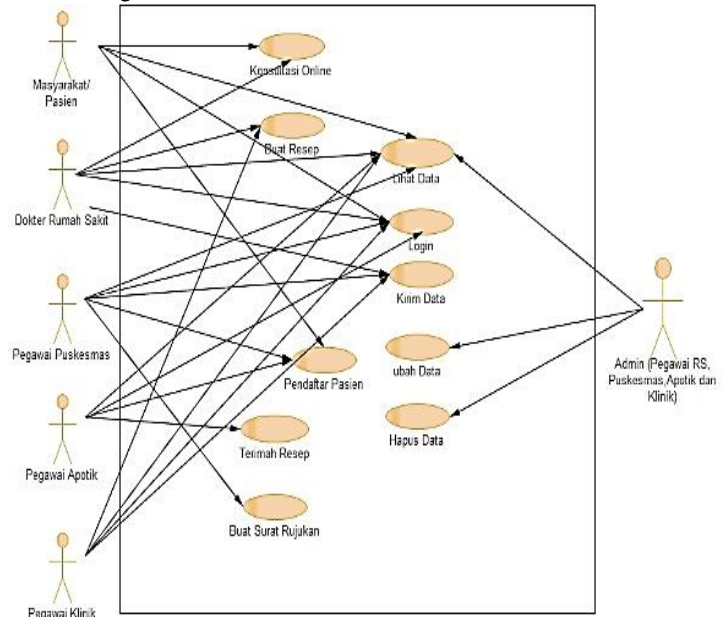 Masyarakat/
Pasien
Konsultasi Online
Buat Resep
Lihat Data
Dokter Rumah Sakit
Login
Kirim Data
Pegawai Puskesmas
Pendaftar Pasien
ubah Data
Admin (Pegawai RS,
Puskesmas,Apotik dan
Klinik)
Hapus Data
Terimah Resep
Pegawai Apotik
Buat Surat Rujukan
Pegawai Klinik